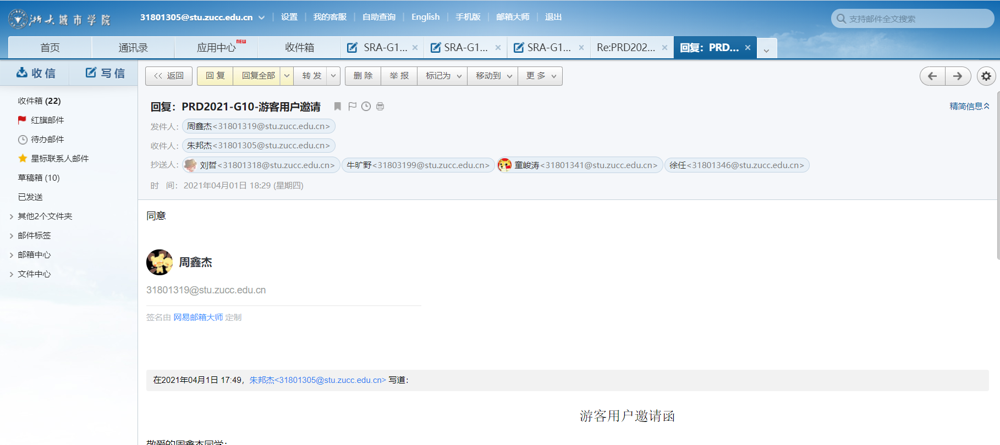 浙大城市学院
31801305@stu.zucc.edu.cn 设置 我的客服 自助查询 English 手机版 邮箱大师 退出
支持邮件全文搜索
首页 通讯录 应用中心 NEW 收件箱 SRA-G1... SRA-G1... SRA-G1... Re:PRD202... 回复：PRD...
收信 写信
<< 返回 回复 回复全部 转发 删除 举报 标记为 移动到 更多
收件箱 (22)
红旗邮件
待办邮件
星标联系人邮件
草稿箱 (10)
已发送
其他2个文件夹
邮件标签
邮箱中心
文件中心
回复：PRD2021-G10-游客用户邀请
精简信息
发件人： 周鑫杰<31801319@stu.zucc.edu.cn>
收件人： 朱邦杰<31801305@stu.zucc.edu.cn>
抄送人： 刘哲<31801318@stu.zucc.edu.cn> 牛旷野<31803199@stu.zucc.edu.cn> 童峻涛<31801341@stu.zucc.edu.cn> 徐任<31801346@stu.zucc.edu.cn>
时 间： 2021年04月01日 18:29 (星期四)
同意
周鑫杰
31801319@stu.zucc.edu.cn
签名由 网易邮箱大师 定制
在2021年04月1日 17:49，朱邦杰<31801305@stu.zucc.edu.cn> 写道：
游客用户邀请函
敬爱的周鑫杰同学：